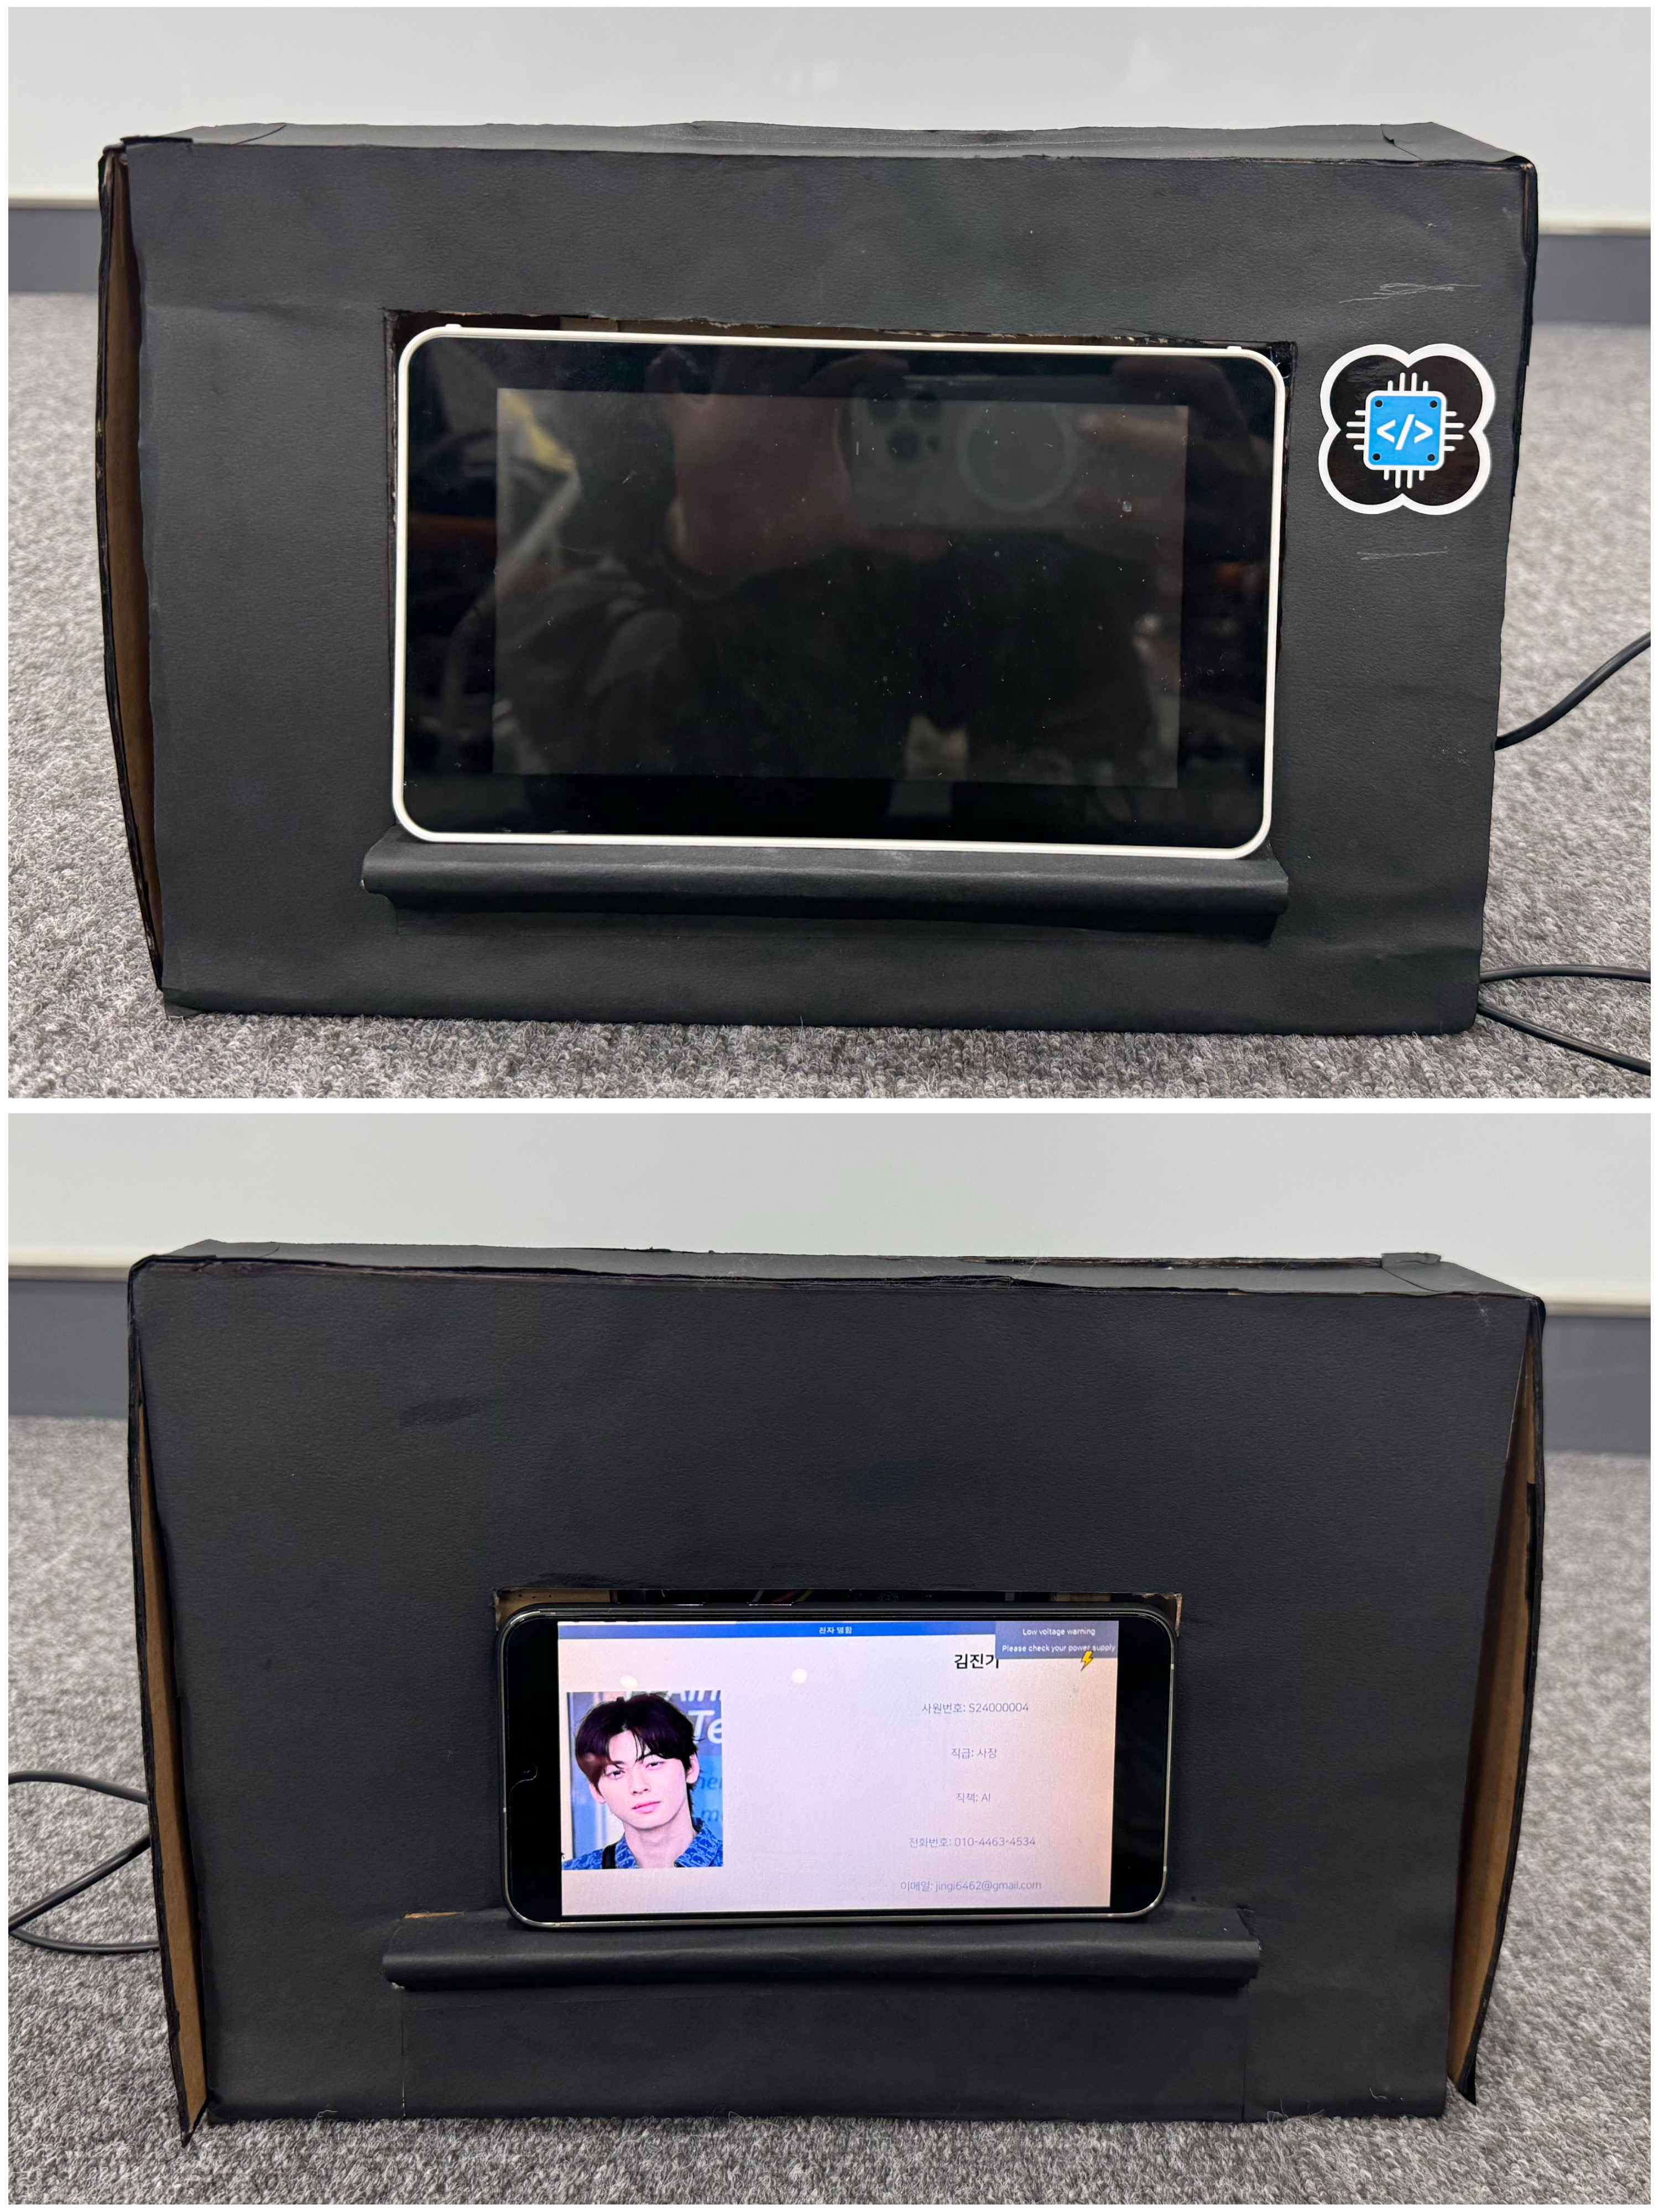 </>
전자 명함
Low voltage warning
Please check your power supply
김진기
사원번호: S24000004
직급: 사장
직책: AI
전화번호: 010-4463-4534
이메일: jingi6462@gmail.com